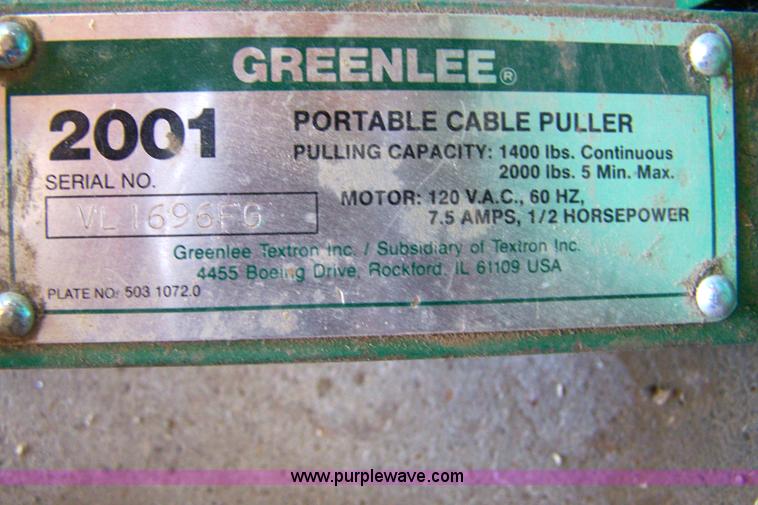 GREENLEE®
2001 PORTABLE CABLE PULLER
PULLING CAPACITY: 1400 lbs. Continuous
2000 lbs. 5 Min. Max.
SERIAL NO.
VL1696FG
MOTOR: 120 V.A.C., 60 HZ,
7.5 AMPS, 1/2 HORSEPOWER
Greenlee Textron Inc. / Subsidiary of Textron Inc.
4455 Boeing Drive, Rockford, IL 61109 USA
PLATE NO: 503 1072.0
www.purplewave.com